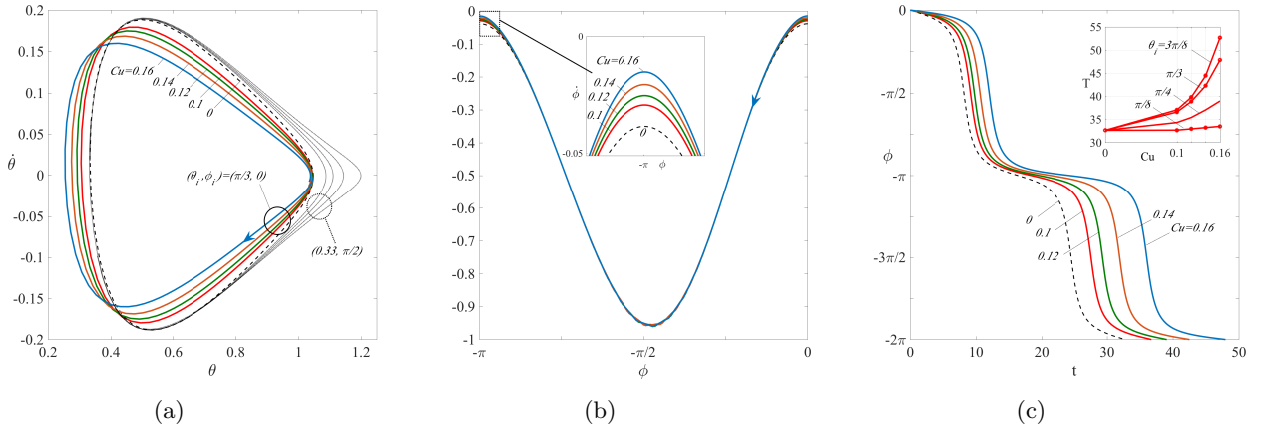 0.2
0.15
0.1
0.05
0
-0.05
-0.1
-0.15
-0.2
θ̇
0.2
0.4
0.6
0.8
1
1.2
θ
Cu=0.16
0.14
0.12
0.1
0
(θi,ϕi)=(π/3, 0)
(0.33, π/2)
(a)
0
-0.1
-0.2
-0.3
-0.4
-0.5
-0.6
-0.7
-0.8
-0.9
-1
-π
-π/2
0
ϕ
0
ϕ̇
-0.05
-π
ϕ
Cu=0.16
0.14
0.12
0.1
0
(b)
0
-π/2
ϕ
-π
-3π/2
-2π
0
10
20
30
40
50
t
0
0.1
0.12
0.14
Cu=0.16
55
50
45
T
40
35
30
0
Cu
0.1
0.16
θi=3π/8
π/3
π/4
π/8
(c)